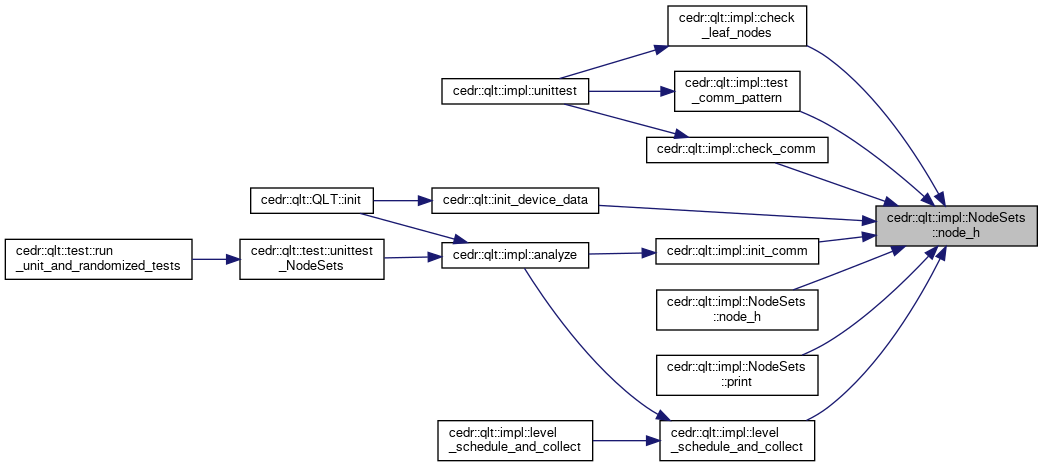 cedr::qlt::impl::check
_leaf_nodes
cedr::qlt::impl::unittest
cedr::qlt::impl::test
_comm_pattern
cedr::qlt::impl::check_comm
cedr::qlt::QLT::init
cedr::qlt::init_device_data
cedr::qlt::impl::NodeSets
::node_h
cedr::qlt::test::run
_unit_and_randomized_tests
cedr::qlt::test::unittest
_NodeSets
cedr::qlt::impl::analyze
cedr::qlt::impl::init_comm
cedr::qlt::impl::NodeSets
::node_h
cedr::qlt::impl::NodeSets
::print
cedr::qlt::impl::level
_schedule_and_collect
cedr::qlt::impl::level
_schedule_and_collect